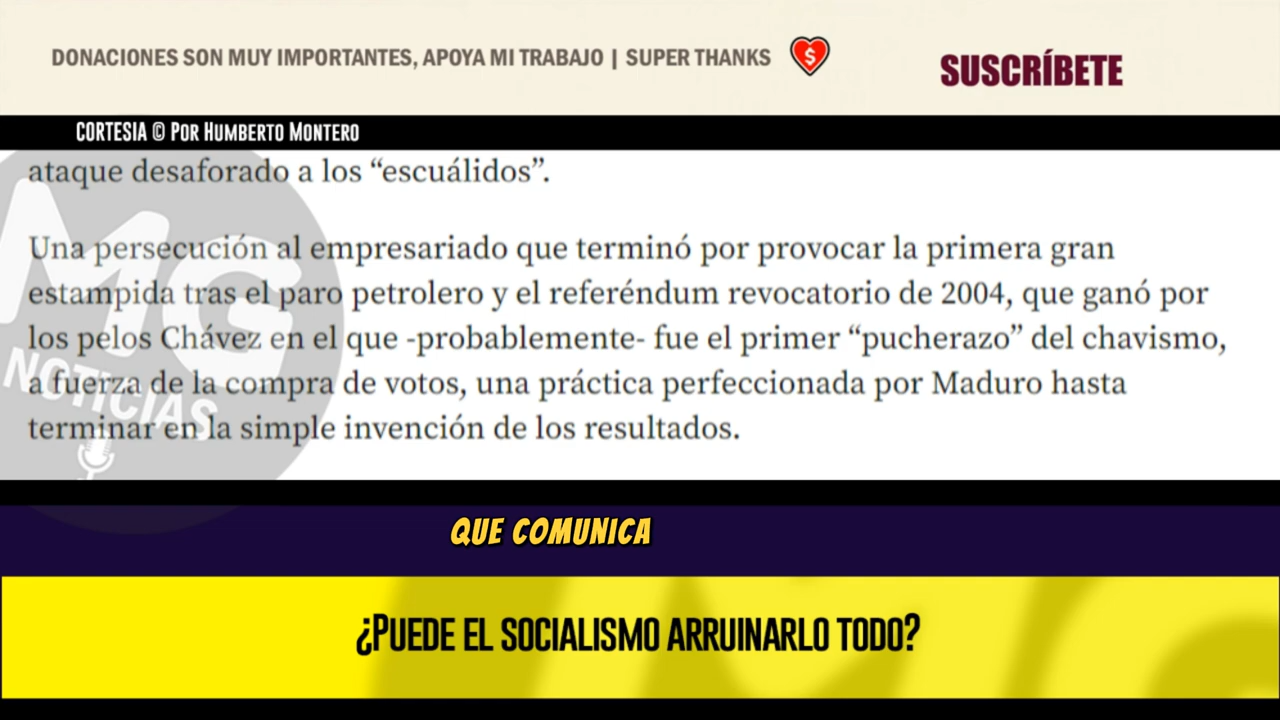 DONACIONES SON MUY IMPORTANTES, APOYA MI TRABAJO | SUPER THANKS $
SUSCRÍBETE
CORTESIA © POR HUMBERTO MONTERO
ataque desaforado a los “escuálidos”.
Una persecución al empresariado que terminó por provocar la primera gran
estampida tras el paro petrolero y el referéndum revocatorio de 2004, que ganó por
los pelos Chávez en el que -probablemente- fue el primer “pucherazo” del chavismo,
a fuerza de la compra de votos, una práctica perfeccionada por Maduro hasta
terminar en la simple invención de los resultados.
MG
NOTICIAS
QUE COMUNICA
¿PUEDE EL SOCIALISMO ARRUINARLO TODO?